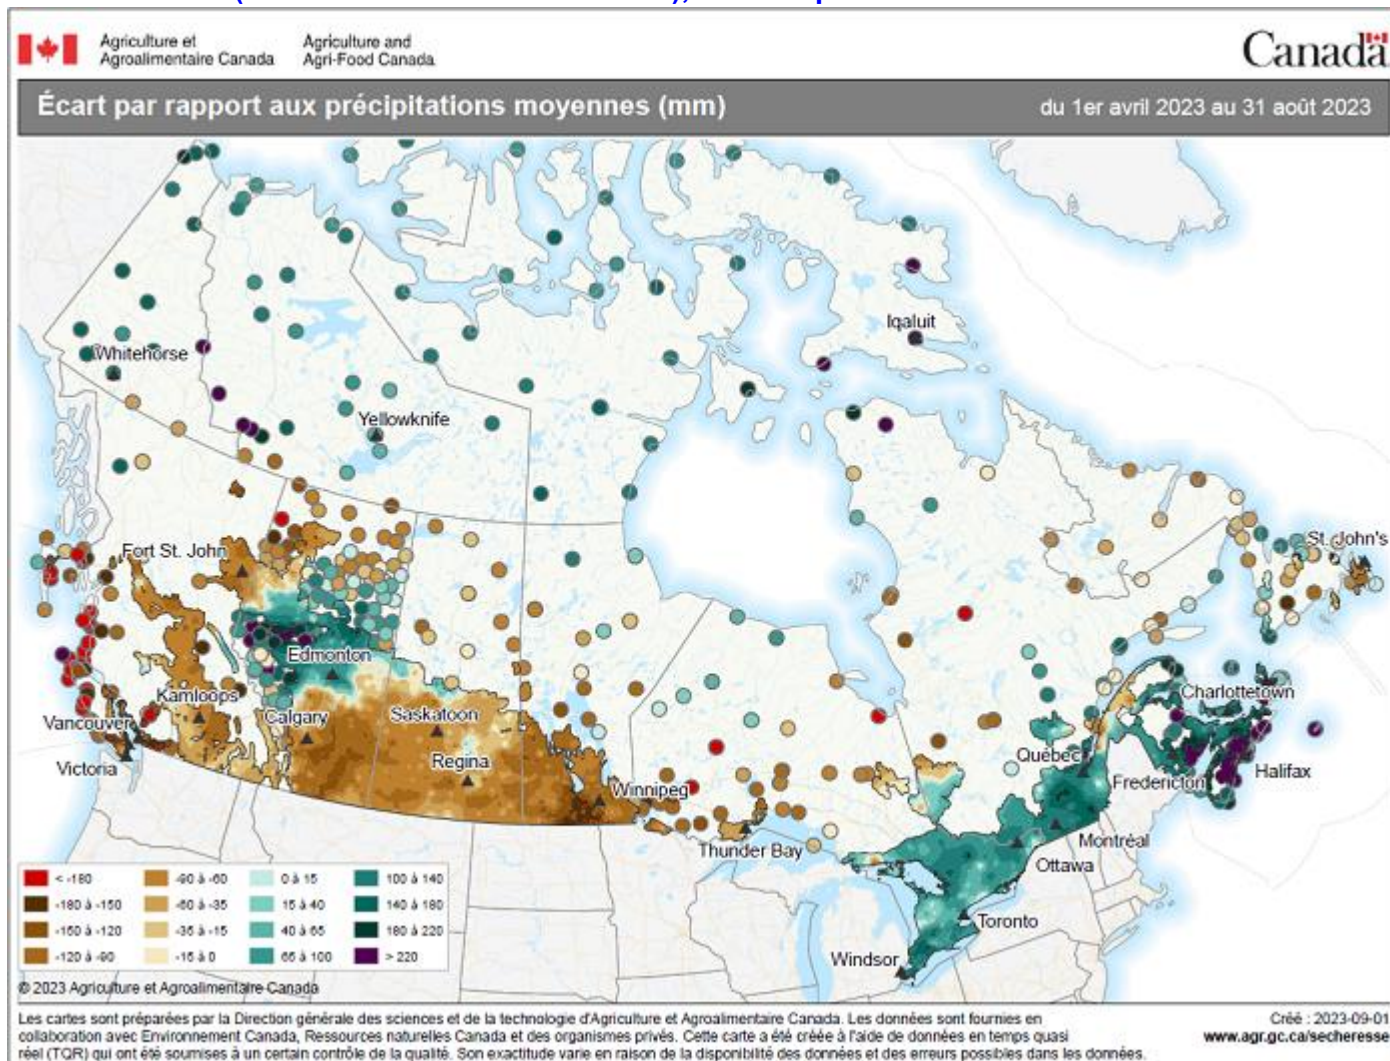 Agriculture et
Agroalimentaire Canada
Agriculture and
Agri-Food Canada
Canada
Écart par rapport aux précipitations moyennes (mm)
du 1er avril 2023 au 31 août 2023
Iqaluit
Whitehorse
Yellowknife
St. John's
Fort St. John
Edmonton
Charlottetown
Kamloops
Vancouver
Calgary
Saskatoon
Québec
Victoria
Regina
Halifax
Winnipeg
Fredericton
Thunder Bay
Montréal
Ottawa
Toronto
Windsor
< -180
-90 à -60
0 à 15
100 à 140
-180 à -150
-60 à -35
15 à 40
140 à 180
-150 à -120
-35 à -15
40 à 65
180 à 220
-120 à -90
-15 à 0
65 à 100
> 220
© 2023 Agriculture et Agroalimentaire Canada
Les cartes sont préparées par la Direction générale des sciences et de la technologie d'Agriculture et Agroalimentaire Canada. Les données sont fournies en
collaboration avec Environnement Canada, Ressources naturelles Canada et des organismes privés. Cette carte a été créée à l'aide de données en temps quasi
réel (TQR) qui ont été soumises à un certain contrôle de la qualité. Son exactitude varie en raison de la disponibilité des données et des erreurs possibles dans les données.
Créé : 2023-09-01
www.agr.gc.ca/secheresse